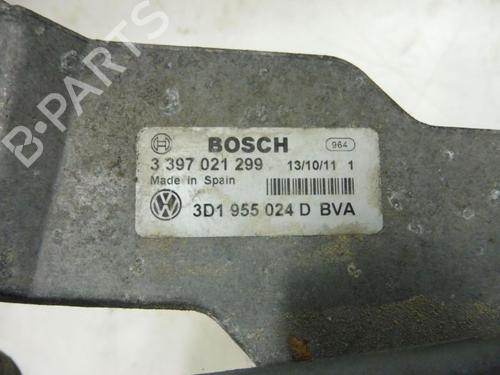 B-PARTS
BOSCH 964
3 397 021 299 13/10/11 1
Made in Spain
3D1 955 024 D BVA